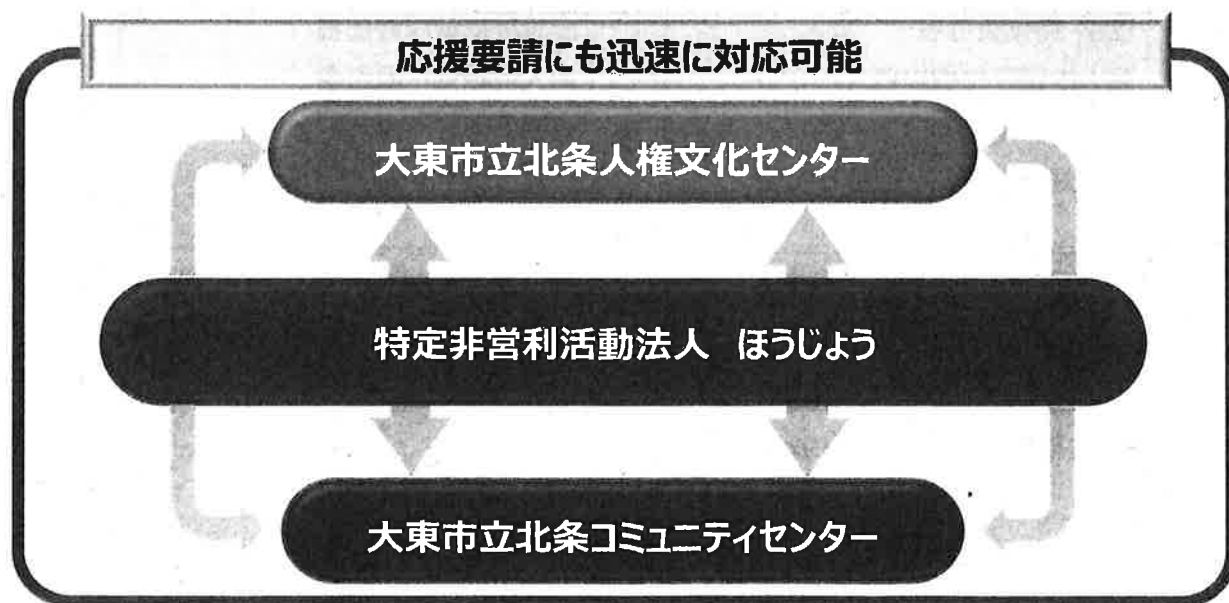 応援要請にも迅速に対応可能
大東市立北条人権文化センター
特定非営利活動法人 ほうじょう
大東市立北条コミュニティセンター